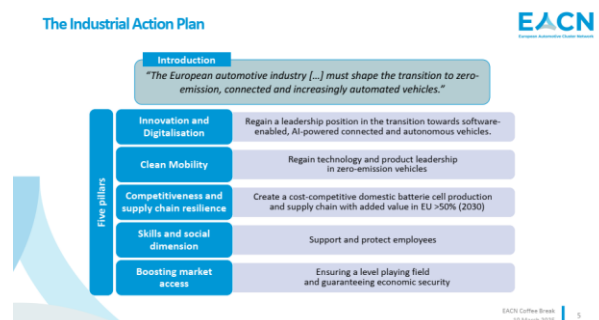 The Industrial Action Plan
EACN
European Automotive Cluster Network
Introduction
“The European automotive industry […] must shape the transition to zero-
emission, connected and increasingly automated vehicles.”
Five pillars
Innovation and
Digitalisation
Regain a leadership position in the transition towards software-
enabled, AI-powered connected and autonomous vehicles.
Clean Mobility
Regain technology and product leadership
in zero-emission vehicles
Competitiveness and
supply chain resilience
Create a cost-competitive domestic batterie cell production
and supply chain with added value in EU >50% (2030)
Skills and social
dimension
Support and protect employees
Boosting market
access
Ensuring a level playing field
and guaranteeing economic security
EACN Coffee Break
March 2025
5